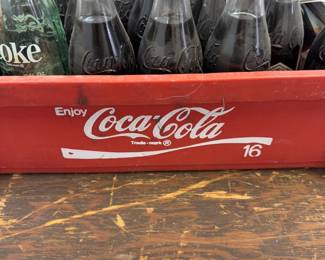 oke
Enjoy
Coca-Cola
Trade-mark ®
16